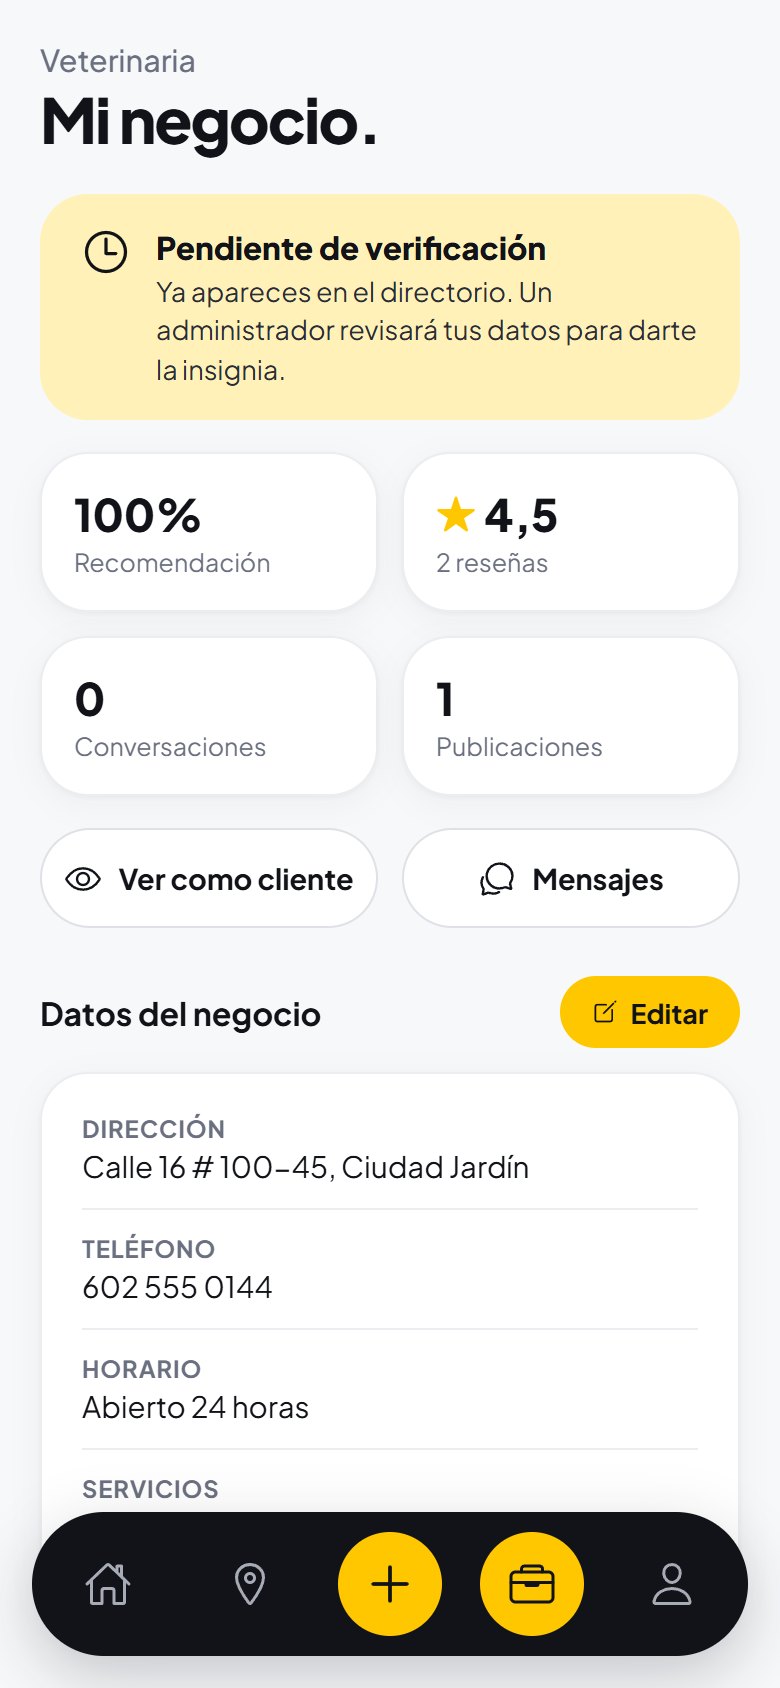 Veterinaria
Mi negocio.
Pendiente de verificación
Ya apareces en el directorio. Un
administrador revisará tus datos para darte
la insignia.
100%
Recomendación
4,5
2 reseñas
0
Conversaciones
1
Publicaciones
Ver como cliente
Mensajes
Datos del negocio
Editar
DIRECCIÓN
Calle 16 # 100–45, Ciudad Jardín
TELÉFONO
602 555 0144
HORARIO
Abierto 24 horas
SERVICIOS